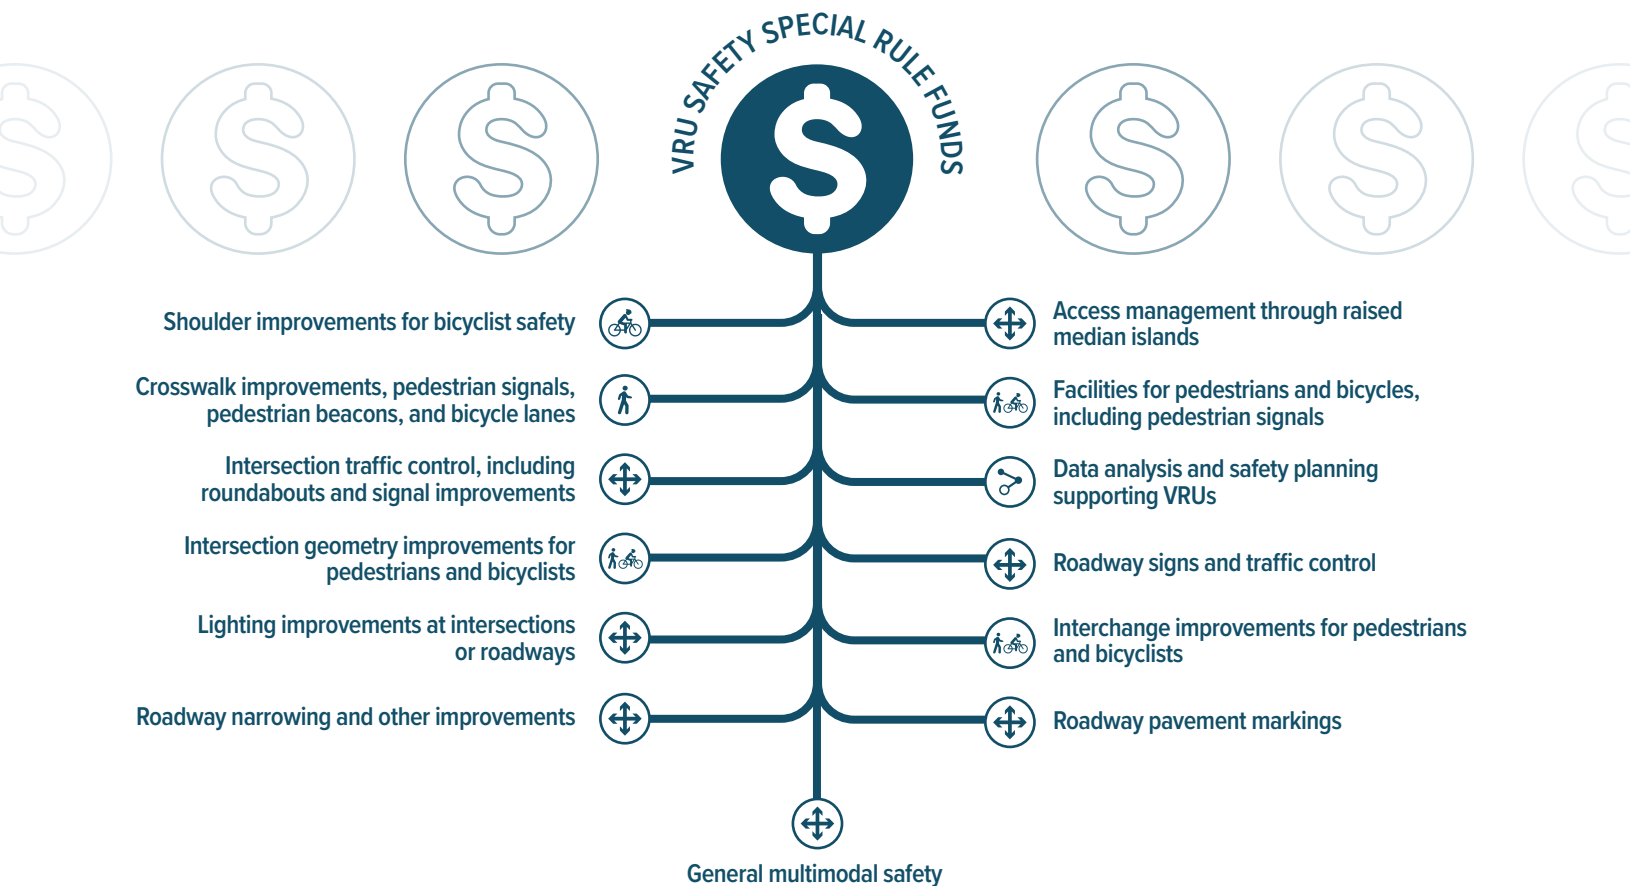 VRU SAFETY SPECIAL RULE FUNDS
Shoulder improvements for bicyclist safety
Crosswalk improvements, pedestrian signals,
pedestrian beacons, and bicycle lanes
Intersection traffic control, including
roundabouts and signal improvements
Intersection geometry improvements for
pedestrians and bicyclists
Lighting improvements at intersections
or roadways
Roadway narrowing and other improvements
Access management through raised
median islands
Facilities for pedestrians and bicycles,
including pedestrian signals
Data analysis and safety planning
supporting VRUs
Roadway signs and traffic control
Interchange improvements for pedestrians
and bicyclists
Roadway pavement markings
General multimodal safety